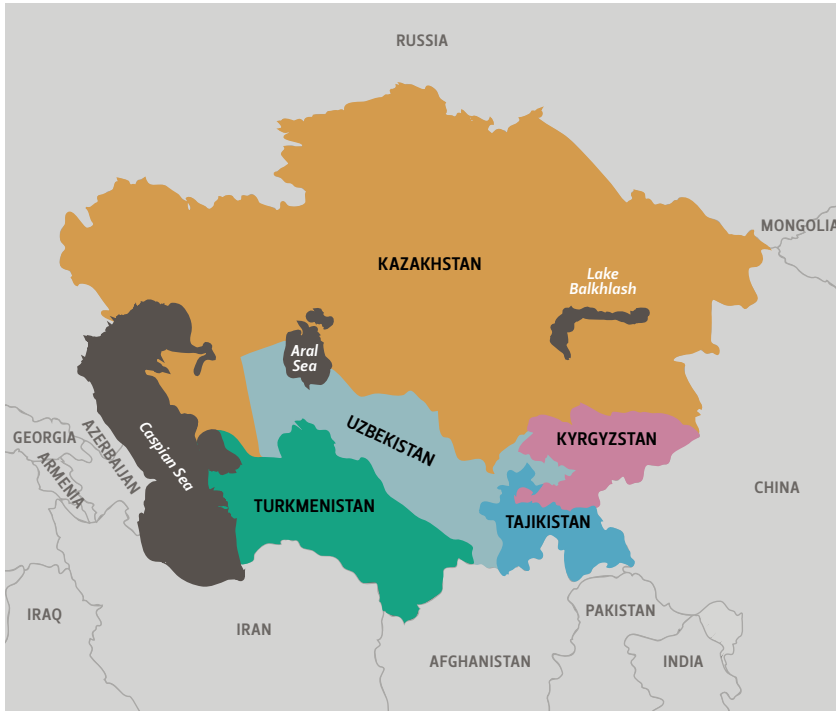 RUSSIA
MONGOLIA
KAZAKHSTAN
Lake
Balkhlash
Aral
Sea
UZBEKISTAN
Caspian Sea
GEORGIA
AZERBAIJAN
ARMENIA
KYRGYZSTAN
CHINA
TURKMENISTAN
TAJIKISTAN
IRAQ
IRAN
PAKISTAN
AFGHANISTAN
INDIA